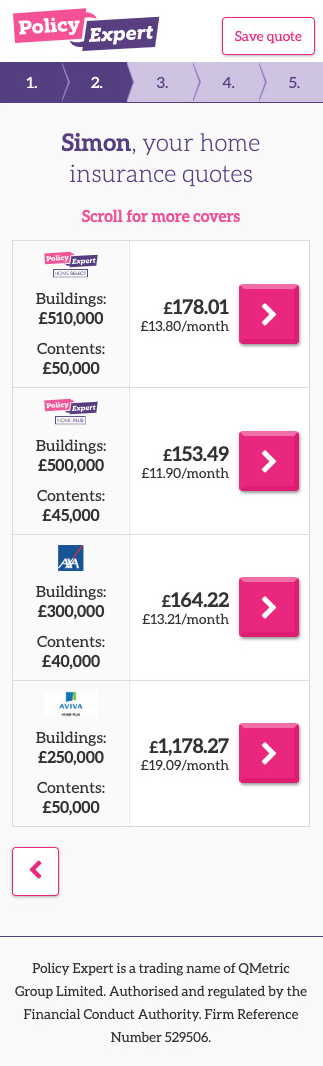 Policy Expert
Save quote
1. 2. 3. 4. 5.
Simon, your home
insurance quotes
Scroll for more covers
Policy Expert
HOME SELECT
Buildings:
£510,000
Contents:
£50,000
£178.01
£13.80/month
Policy Expert
HOME PLUS
Buildings:
£500,000
Contents:
£45,000
£153.49
£11.90/month
AXA
Buildings:
£300,000
Contents:
£40,000
£164.22
£13.21/month
AVIVA
HOME PLUS
Buildings:
£250,000
Contents:
£50,000
£1,178.27
£19.09/month
Policy Expert is a trading name of QMetric
Group Limited. Authorised and regulated by the
Financial Conduct Authority. Firm Reference
Number 529506.